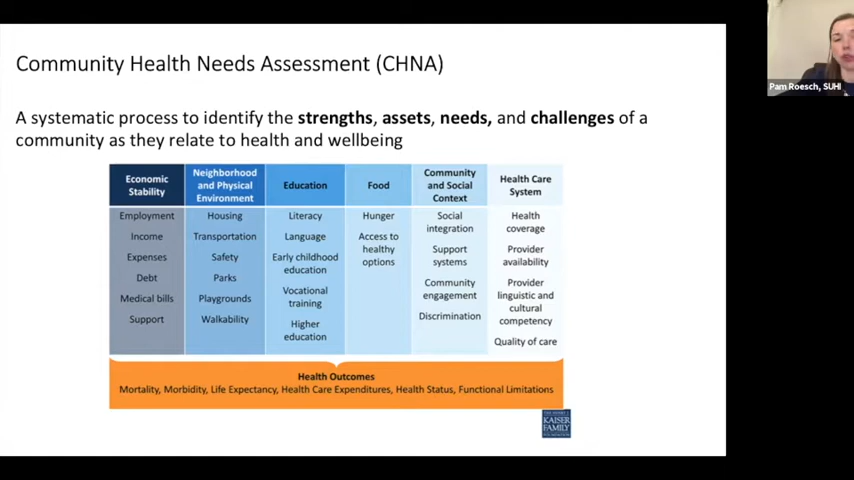 Community Health Needs Assessment (CHNA)
Pam Roesch, SUHI
A systematic process to identify the strengths, assets, needs, and challenges of a
community as they relate to health and wellbeing
Economic
Stability
Employment
Income
Expenses
Debt
Medical bills
Support
Neighborhood
and Physical
Environment
Housing
Transportation
Safety
Parks
Playgrounds
Walkability
Education
Literacy
Language
Early childhood
education
Vocational
training
Higher
education
Food
Hunger
Access to
healthy
options
Community
and Social
Context
Social
integration
Support
systems
Community
engagement
Discrimination
Health Care
System
Health
coverage
Provider
availability
Provider
linguistic and
cultural
competency
Quality of care
Health Outcomes
Mortality, Morbidity, Life Expectancy, Health Care Expenditures, Health Status, Functional Limitations
KAISER
FAMILY